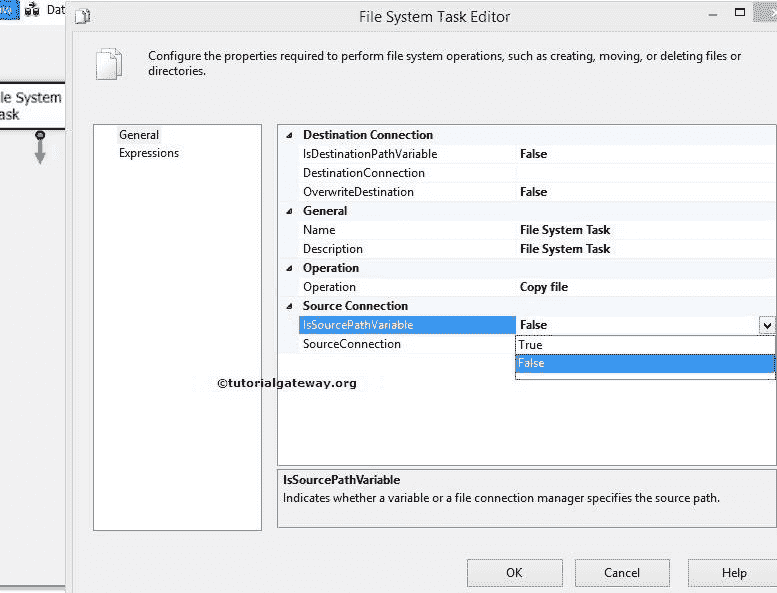 Dat
File System Task Editor
Configure the properties required to perform file system operations, such as creating, moving, or deleting files or
directories.
le System
ask
General
Expressions
Destination Connection
IsDestinationPathVariable False
DestinationConnection
OverwriteDestination False
General
Name File System Task
Description File System Task
Operation
Operation Copy file
Source Connection
IsSourcePathVariable False
SourceConnection True
False
©tutorialgateway.org
IsSourcePathVariable
Indicates whether a variable or a file connection manager specifies the source path.
OK Cancel Help